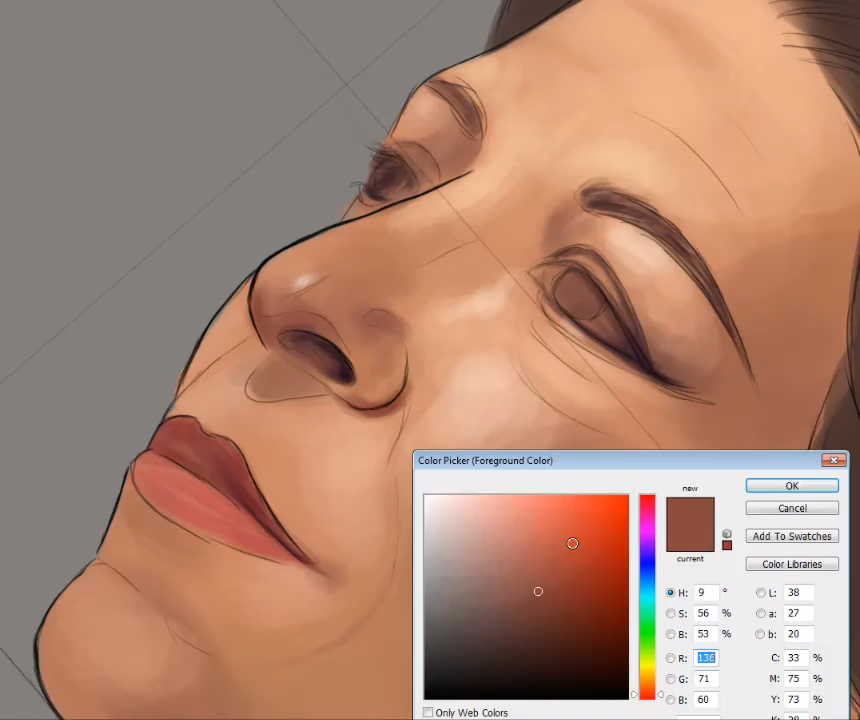 Color Picker (Foreground Color)
new
current
OK
Cancel
Add To Swatches
Color Libraries
H: 9 ° L: 38
S: 56 % a: 27
B: 53 % b: 20
R: 136 C: 33 %
G: 71 M: 75 %
B: 60 Y: 73 %
K: 28 %
Only Web Colors